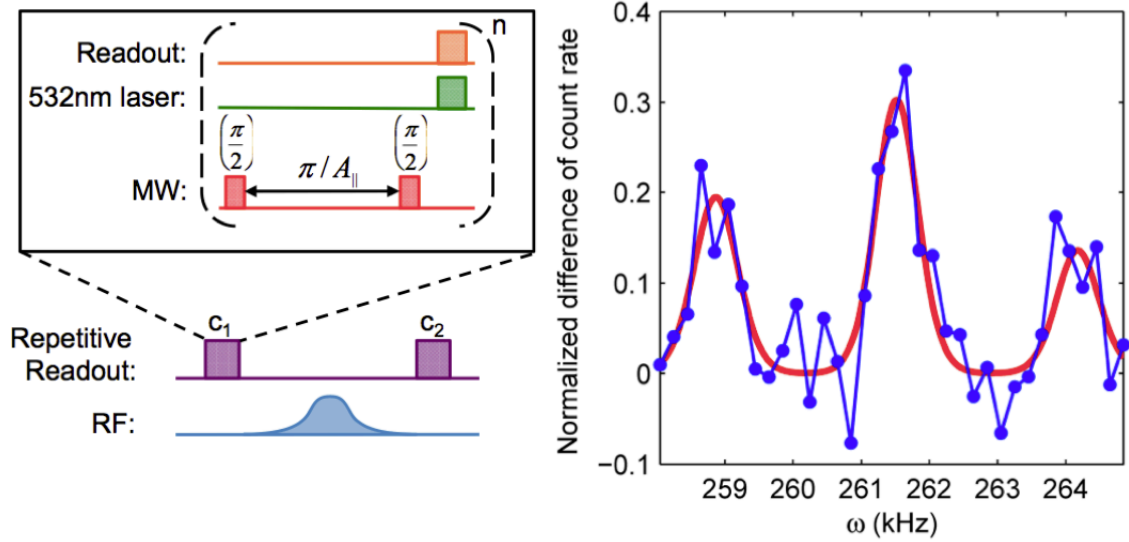 n
Readout:
532nm laser:
(π/2) (π/2)
π/A∥
MW:
c₁ c₂
Repetitive
Readout:
RF:
Normalized difference of count rate
0.4
0.3
0.2
0.1
0
−0.1
259 260 261 262 263 264
ω (kHz)